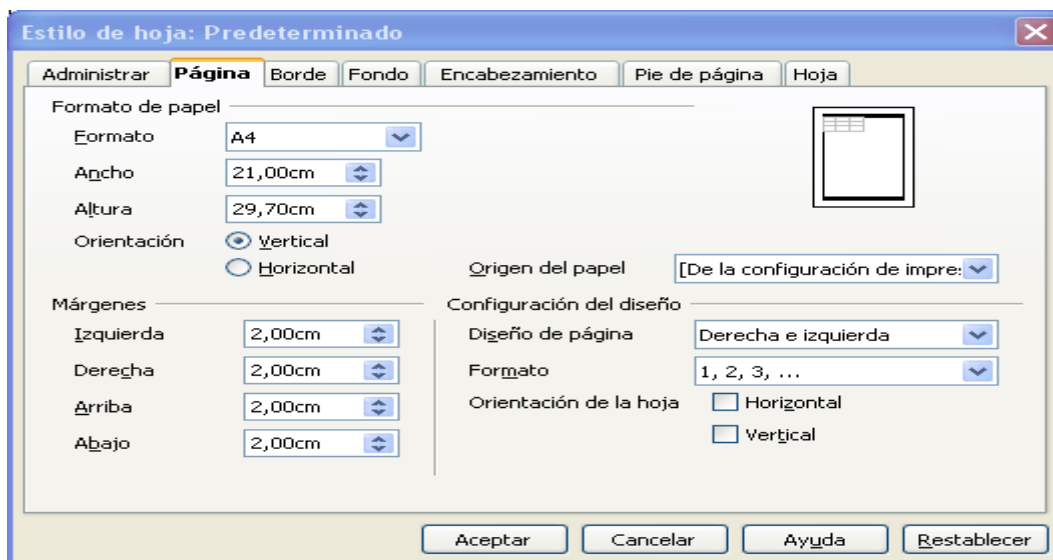 Estilo de hoja: Predeterminado
Administrar Página Borde Fondo Encabezamiento Pie de página Hoja
Formato de papel
Formato A4
Ancho 21,00cm
Altura 29,70cm
Orientación Vertical
Horizontal
Origen del papel [De la configuración de impre:
Márgenes
Izquierda 2,00cm
Derecha 2,00cm
Arriba 2,00cm
Abajo 2,00cm
Configuración del diseño
Diseño de página Derecha e izquierda
Formato 1, 2, 3, ...
Orientación de la hoja Horizontal
Vertical
Aceptar Cancelar Ayuda Restablecer